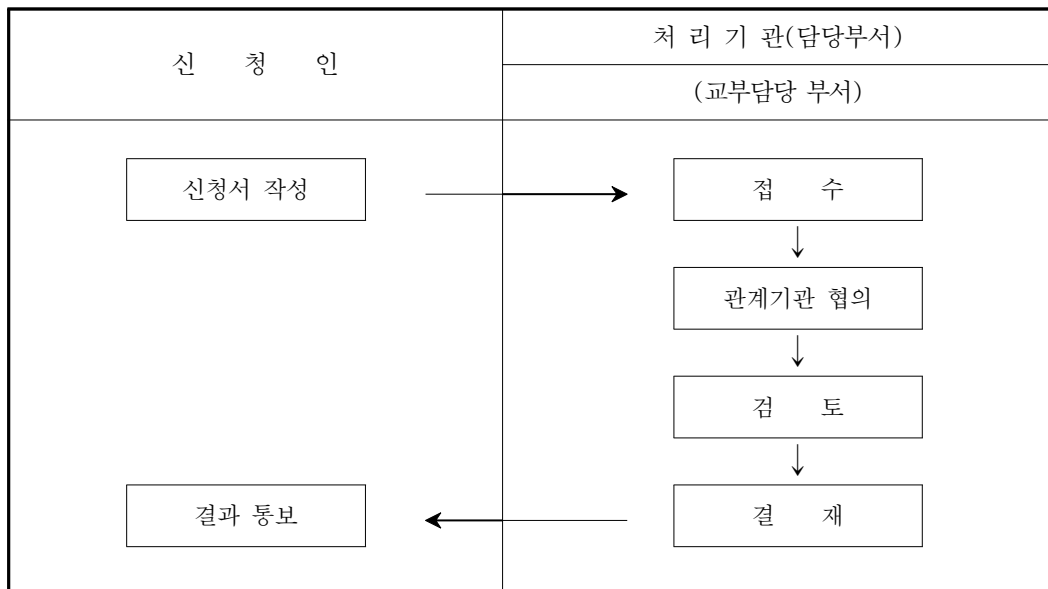 신 청 인
처 리 기 관(담당부서)
(교부담당 부서)
신청서 작성
접 수
관계기관 협의
검 토
결과 통보
결 재